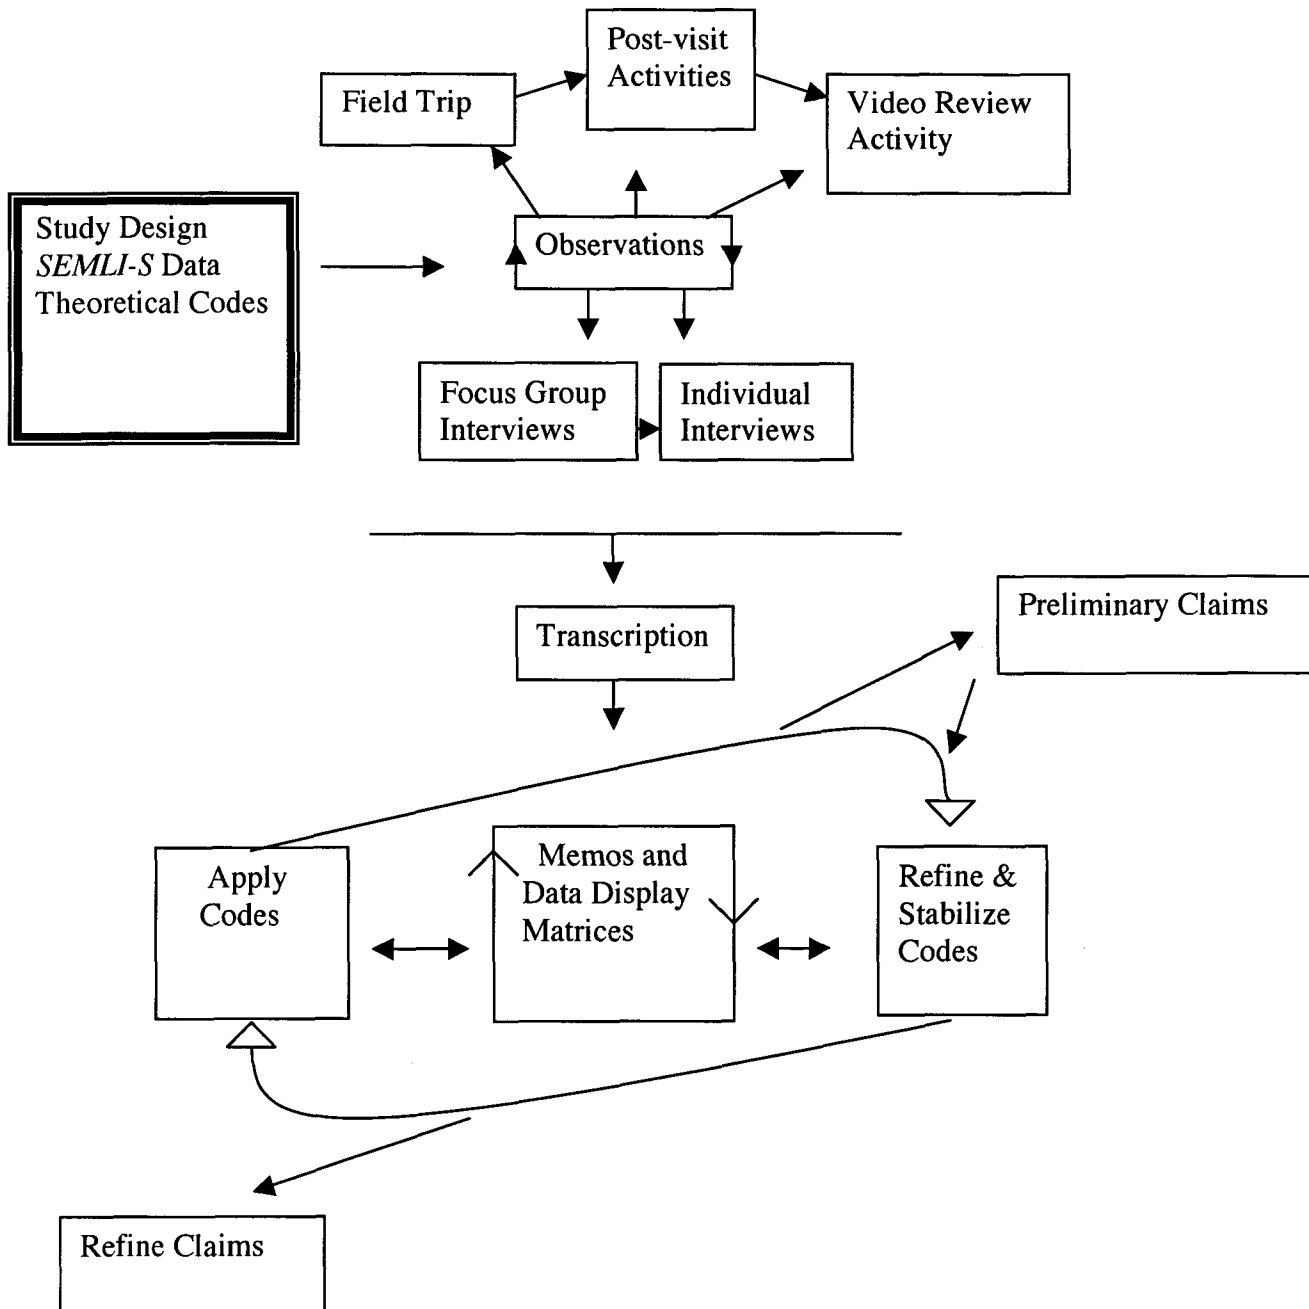 Post-visit
Activities
Field Trip
Video Review
Activity
Study Design
SEMLI-S Data
Theoretical Codes
Observations
Focus Group
Interviews
Individual
Interviews
Preliminary Claims
Transcription
Apply
Codes
Memos and
Data Display
Matrices
Refine &
Stabilize
Codes
Refine Claims